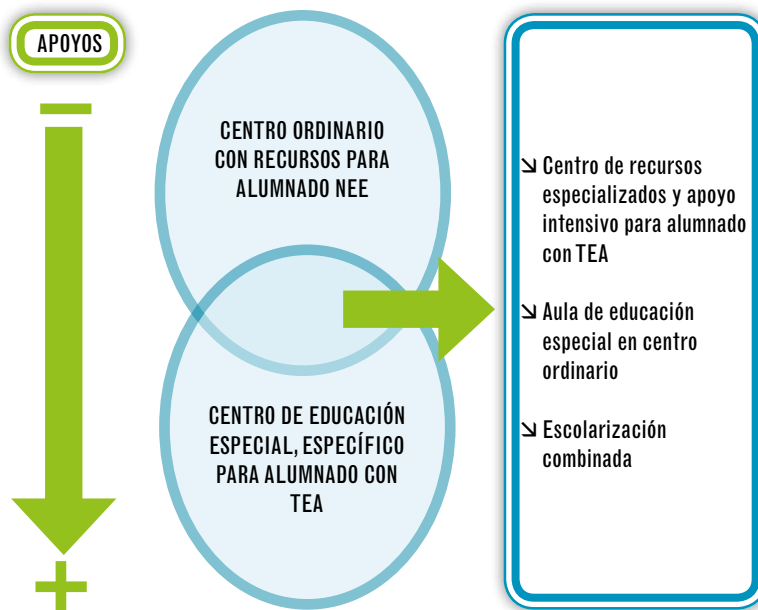 APOYOS
CENTRO ORDINARIO
CON RECURSOS PARA
ALUMNADO NEE
CENTRO DE EDUCACIÓN
ESPECIAL, ESPECÍFICO
PARA ALUMNADO CON
TEA
↘ Centro de recursos
especializados y apoyo
intensivo para alumnado
con TEA
↘ Aula de educación
especial en centro
ordinario
↘ Escolarización
combinada